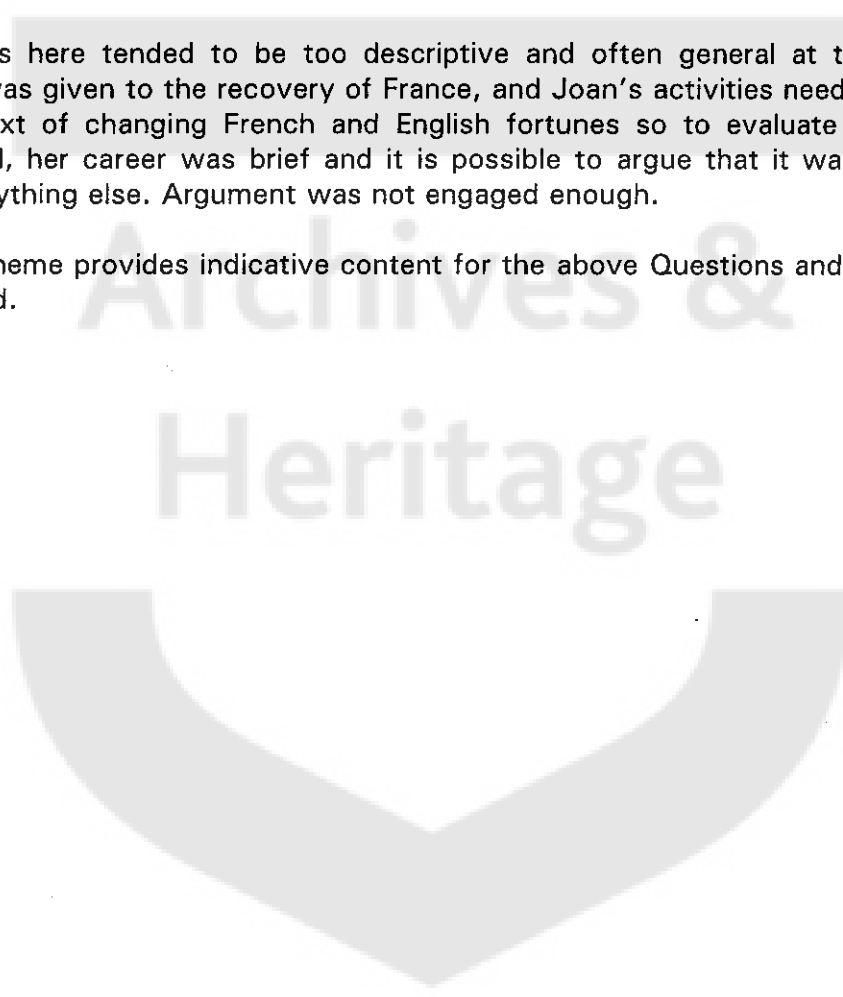 s here tended to be too descriptive and often general at t
as given to the recovery of France, and Joan's activities need
xt of changing French and English fortunes so to evaluate
, her career was brief and it is possible to argue that it wa
ything else. Argument was not engaged enough.
eme provides indicative content for the above Questions and
d.
Archives &
Heritage